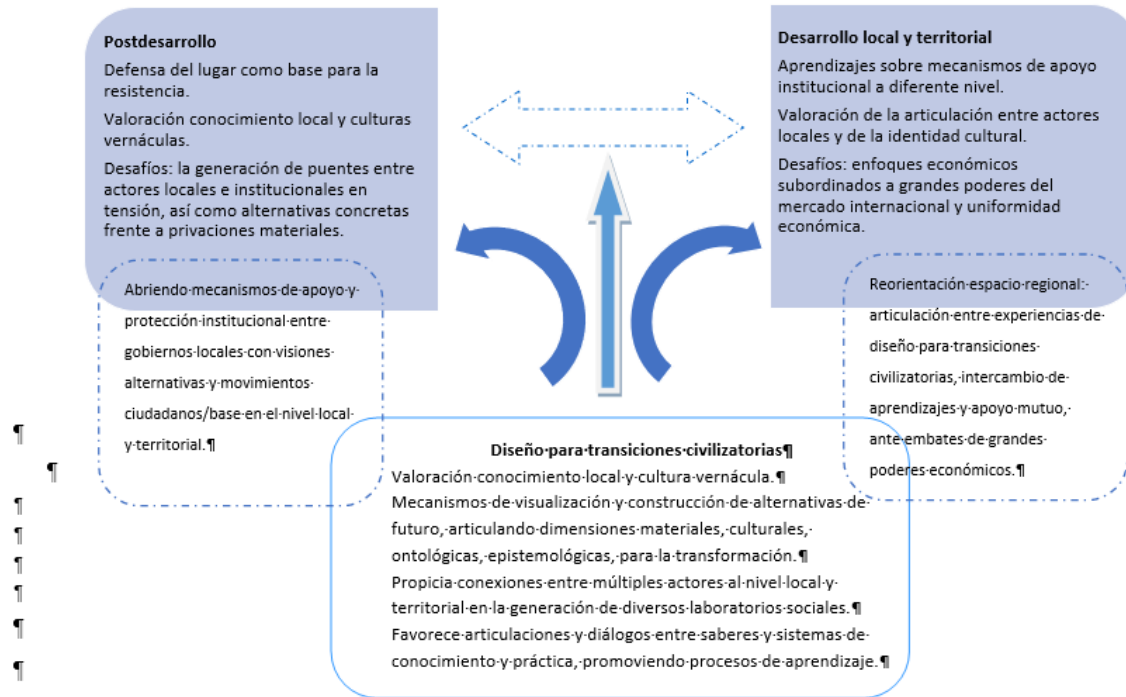 Postdesarrollo
Defensa del lugar como base para la
resistencia.
Valoración conocimiento local y culturas
vernáculas.
Desafíos: la generación de puentes entre
actores locales e institucionales en
tensión, así como alternativas concretas
frente a privaciones materiales.
Desarrollo local y territorial
Aprendizajes sobre mecanismos de apoyo
institucional a diferente nivel.
Valoración de la articulación entre actores
locales y de la identidad cultural.
Desafíos: enfoques económicos
subordinados a grandes poderes del
mercado internacional y uniformidad
económica.
Abriendo·mecanismos·de·apoyo·y·
protección·institucional·entre·
gobiernos·locales·con·visiones·
alternativas·y·movimientos·
ciudadanos/base·en·el·nivel·local·
y·territorial.¶
Reorientación·espacio·regional:·
articulación·entre·experiencias·de·
diseño·para·transiciones·
civilizatorias,·intercambio·de·
aprendizajes·y·apoyo·mutuo,·
ante·embates·de·grandes·
poderes·económicos.¶
Diseño·para·transiciones·civilizatorias¶
Valoración·conocimiento·local·y·cultura·vernácula.¶
Mecanismos·de·visualización·y·construcción·de·alternativas·de·
futuro,·articulando·dimensiones·materiales,·culturales,·
ontológicas,·epistemológicas,·para·la·transformación.¶
Propicia·conexiones·entre·múltiples·actores·al·nivel·local·y·
territorial·en·la·generación·de·diversos·laboratorios·sociales.¶
Favorece·articulaciones·y·diálogos·entre·saberes·y·sistemas·de·
conocimiento·y·práctica,·promoviendo·procesos·de·aprendizaje.¶
¶
¶
¶
¶
¶
¶
¶
¶